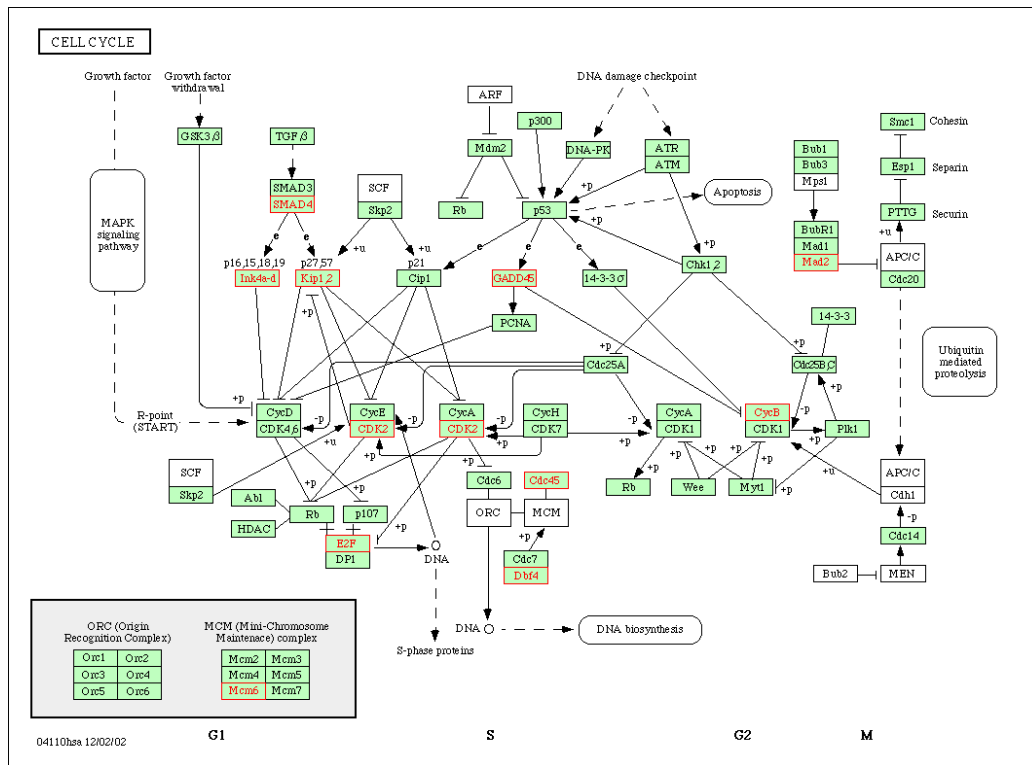 CELL CYCLE
Growth factor
Growth factor
withdrawal
DNA damage checkpoint
ARF
p300
Smc1
Cohesin
GSK3β
TGFβ
Mdm2
DNA-PK
ATR
ATM
Bub1
Bub3
Mps1
Esp1
Separin
MAPK
signaling
pathway
SMAD3
SMAD4
SCF
Skp2
Rb
p53
+p
Apoptosis
PTTG
Securin
e
e
+u
+u
e
e
e
+p
+p
BubR1
Mad1
Mad2
+u
APC/C
Cdc20
p16,15,18,19
Ink4a-d
p27,57
Kip1,2
p21
Cip1
GADD45
14-3-3σ
Chk1,2
+p
PCNA
+p
+p
14-3-3
Cdc25A
Cdc25B,C
Ubiquitin
mediated
proteolysis
+p
R-point
(START)
CycD
CDK4,6
-p
CycE
CDK2
-p
CycA
CDK2
-p
CycH
CDK7
-p
CycA
CDK1
CycB
CDK1
-p
+p
Plk1
+p
+u
+p
+p
SCF
Skp2
+p
+p
+p
Cdc6
Cdc45
+p
Rb
+p
Wee
+p
Myt1
+p
+u
APC/C
Cdh1
Abl
HDAC
Rb
p107
+p
ORC
MCM
-p
Cdc14
E2F
DP1
DNA
+p
Cdc7
Dbf4
Bub2
MEN
DNA
DNA biosynthesis
S-phase proteins
ORC (Origin
Recognition Complex)
MCM (Mini-Chromosome
Maintenace) complex
Orc1 Orc2
Orc3 Orc4
Orc5 Orc6
Mcm2 Mcm3
Mcm4 Mcm5
Mcm6 Mcm7
G1
S
G2
M
04110hsa 12/02/02